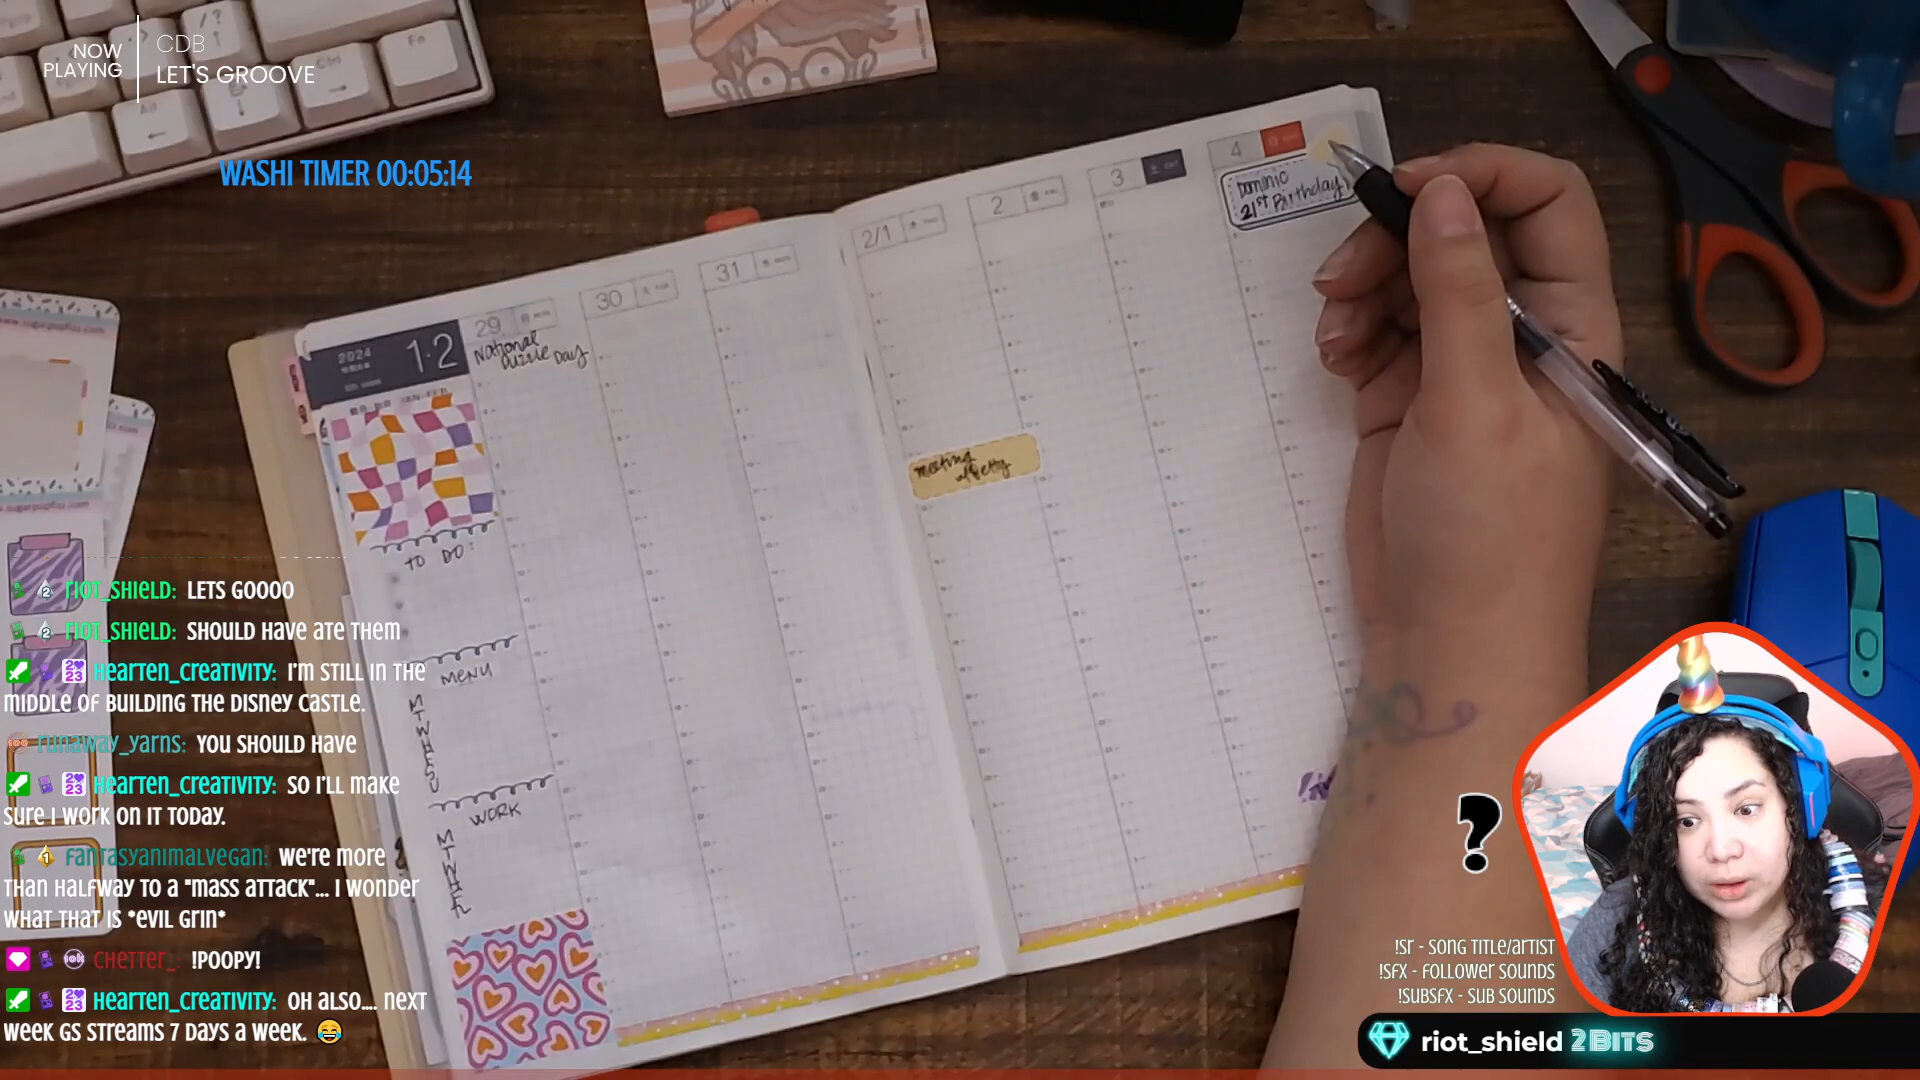 NOW
PLAYING
CDB
LET'S GROOVE
WASHI TIMER 00:05:14
2024
1·2
29
30
31
2/1
2
3
4
National
Puzzle Day
Dominic
21st Birthday
meeting
w/ Betty
TO DO:
MENU
M
T
W
H
F
S
U
WORK
M
T
W
H
F
riot_shield: LETS GOOOO
riot_shield: SHOULD HAVE ATE THEM
Hearten_Creativity: I'M STILL IN THE
MIDDLE OF BUILDING THE DISNEY CASTLE.
runaway_yarns: YOU SHOULD HAVE
Hearten_Creativity: SO I'LL MAKE
SURE I WORK ON IT TODAY.
fantasyanimalvegan: WE'RE MORE
THAN HALFWAY TO A "MASS ATTACK"... I WONDER
WHAT THAT IS *EVIL GRIN*
Chetter_: !POOPY!
Hearten_Creativity: OH ALSO.... NEXT
WEEK GS STREAMS 7 DAYS A WEEK. 😂
?
!SR - SONG TITLE/ARTIST
!SFX - FOLLOWER SOUNDS
!SUBSFX - SUB SOUNDS
riot_shield 2 BITS